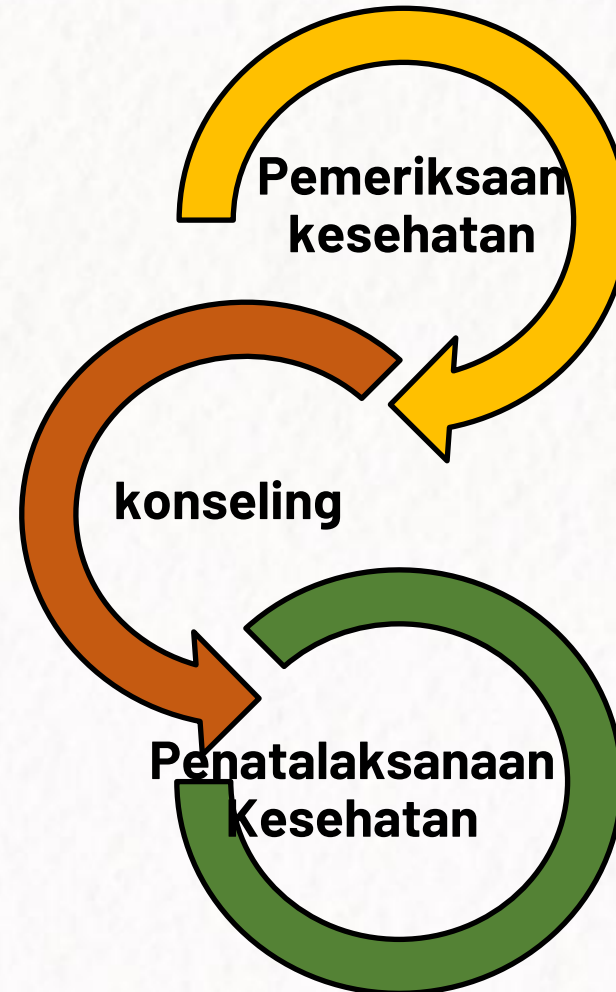 Pemeriksaan
kesehatan
konseling
Penatalaksanaan
Kesehatan